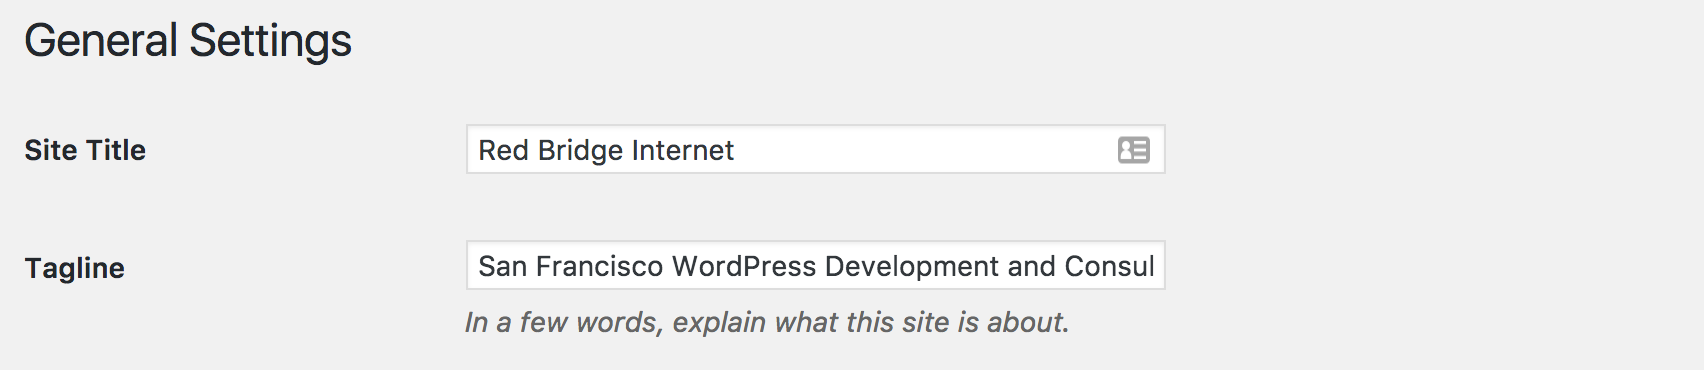 General Settings
Site Title
Red Bridge Internet
Tagline
San Francisco WordPress Development and Consul
In a few words, explain what this site is about.